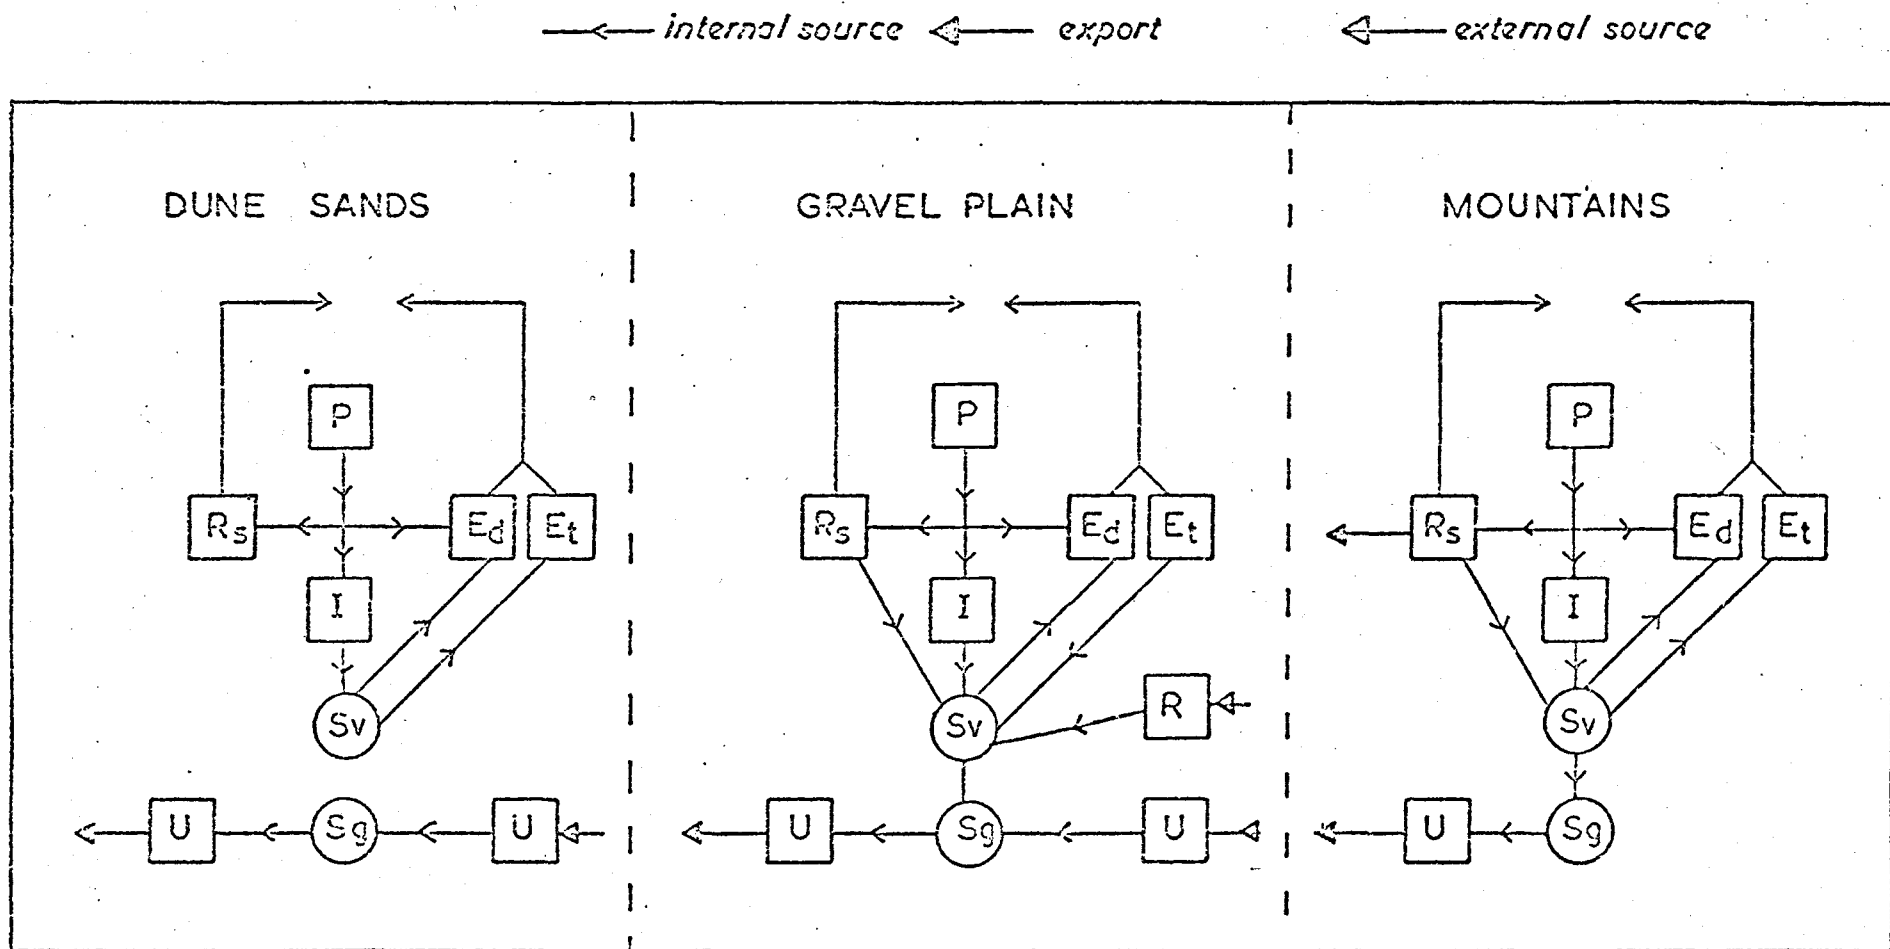 internal source export external source
DUNE SANDS GRAVEL PLAIN MOUNTAINS
P P P
Rs Ed Et Rs Ed Et Rs Ed Et
I I I
R
Sv Sv Sv
U Sg U U Sg U U Sg